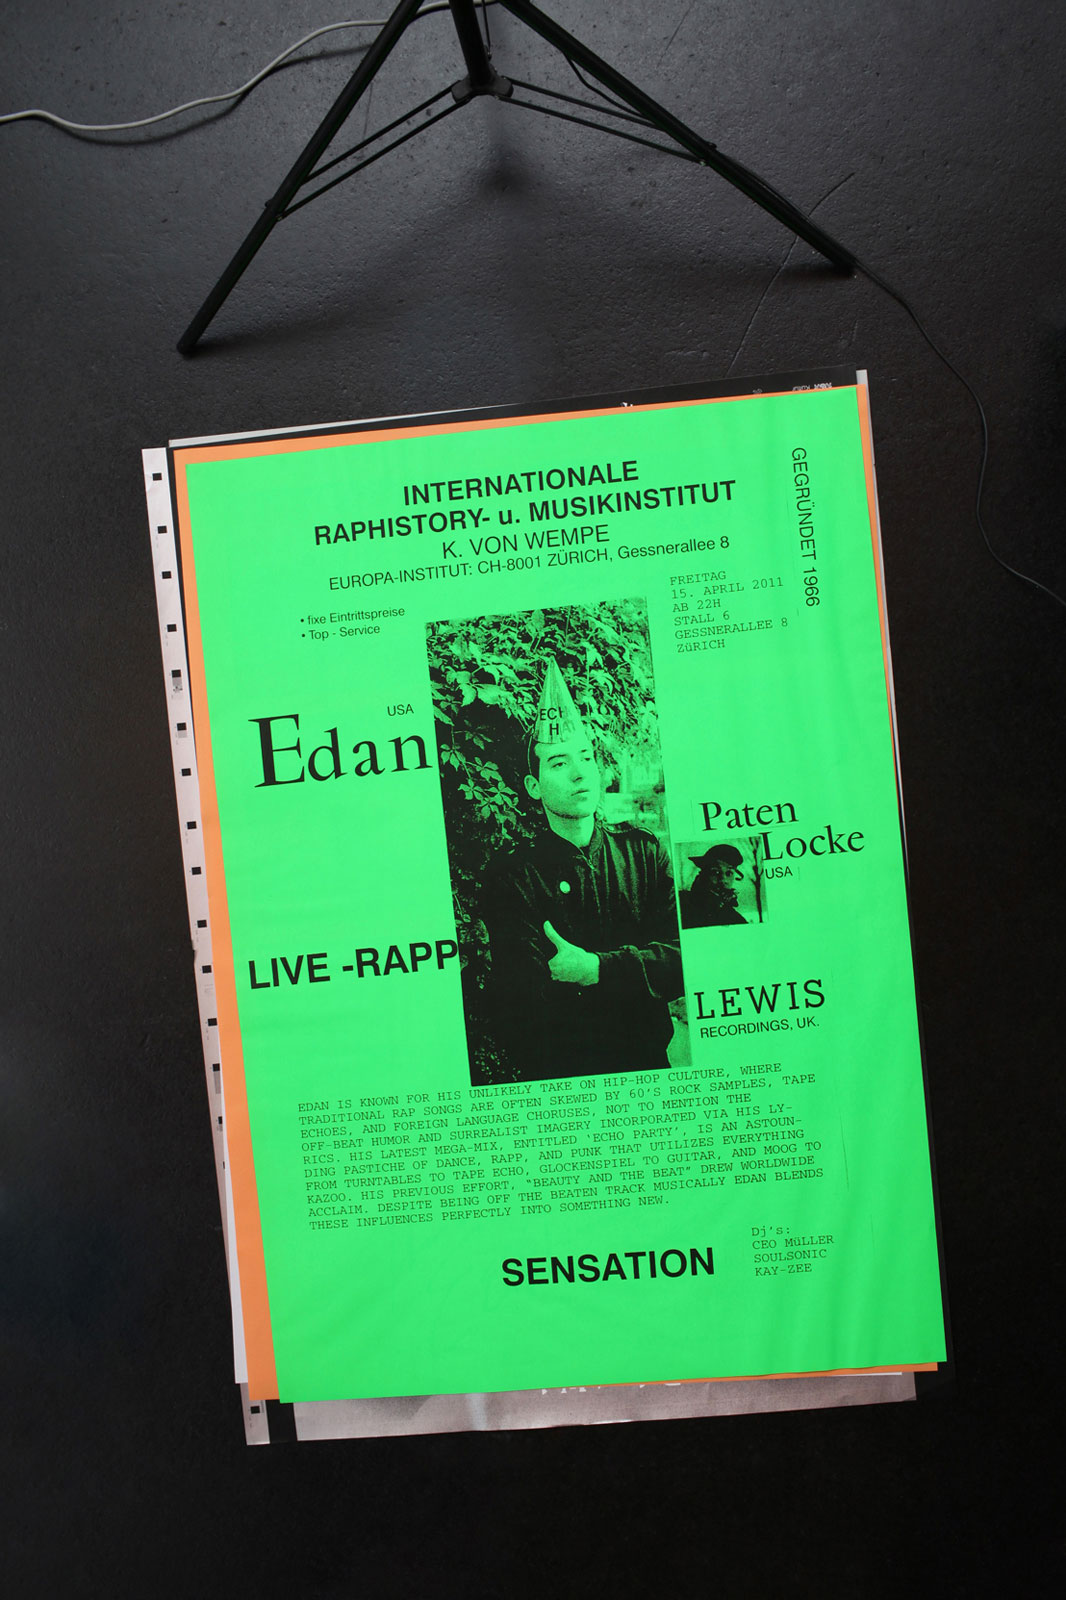 INTERNATIONALE
RAPHISTORY- u. MUSIKINSTITUT
K. VON WEMPE
EUROPA-INSTITUT: CH-8001 ZÜRICH, Gessnerallee 8
GEGRÜNDET 1966
• fixe Eintrittspreise
• Top - Service
FREITAG
15. APRIL 2011
AB 22H
STALL 6
GESSNERALLEE 8
ZüRICH
USA
Edan
Paten
Locke
USA
LIVE -RAPP
LEWIS
RECORDINGS, UK.
EDAN IS KNOWN FOR HIS UNLIKELY TAKE ON HIP-HOP CULTURE, WHERE
TRADITIONAL RAP SONGS ARE OFTEN SKEWED BY 60'S ROCK SAMPLES, TAPE
ECHOES, AND FOREIGN LANGUAGE CHORUSES, NOT TO MENTION THE
OFF-BEAT HUMOR AND SURREALIST IMAGERY INCORPORATED VIA HIS LY-
RICS. HIS LATEST MEGA-MIX, ENTITLED 'ECHO PARTY', IS AN ASTOUN-
DING PASTICHE OF DANCE, RAPP, AND PUNK THAT UTILIZES EVERYTHING
FROM TURNTABLES TO TAPE ECHO, GLOCKENSPIEL TO GUITAR, AND MOOG TO
KAZOO. HIS PREVIOUS EFFORT, "BEAUTY AND THE BEAT" DREW WORLDWIDE
ACCLAIM. DESPITE BEING OFF THE BEATEN TRACK MUSICALLY EDAN BLENDS
THESE INFLUENCES PERFECTLY INTO SOMETHING NEW.
SENSATION
Dj's:
CEO MüLLER
SOULSONIC
KAY-ZEE